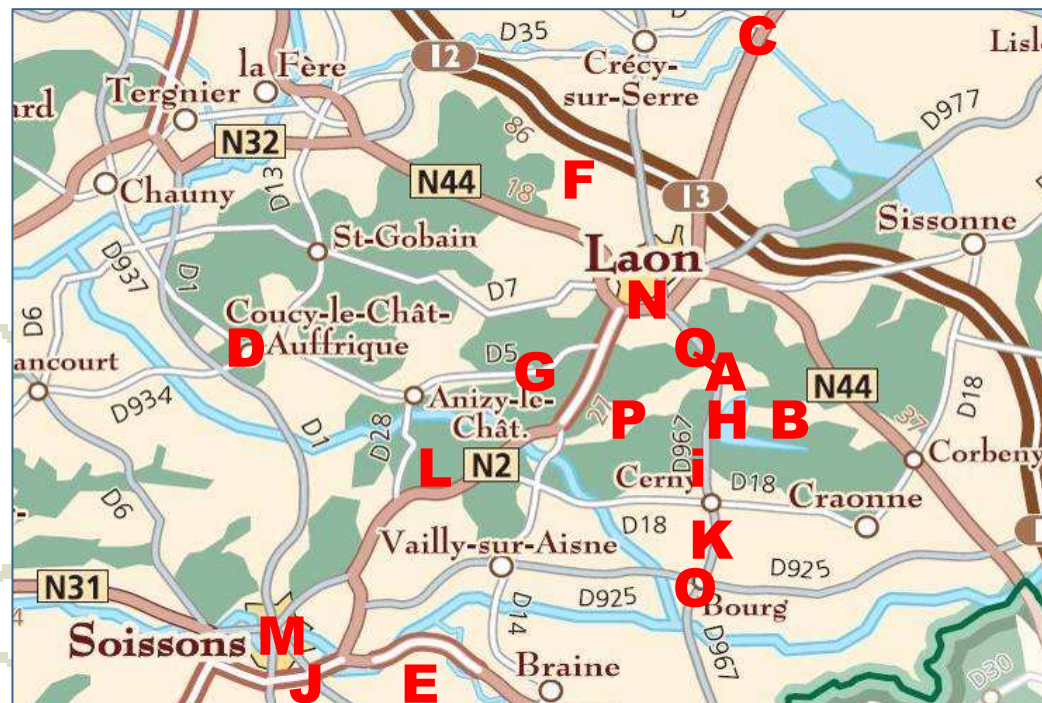 C
D35
I2
Lisl
la Fère
Crécy-
sur-Serre
Tergnier
ard
D977
86
N32
N44
18
F
I3
Chauny
D13
Sissonne
St-Gobain
Laon
D937
D1
D7
N
D6
Coucy-le-Chât-
D Auffrique
Q
ancourt
D5
G
A
N44
D934
Anizy-le-
Chât.
27
P
H
B
D18
37
D1
D28
D967
L
N2
i
Corbeny
Cerny
D18
Craonne
D6
D18
K
Vailly-sur-Aisne
N31
D925
D925
O
Bourg
M
Soissons
D14
D967
J
E
Braine
D30